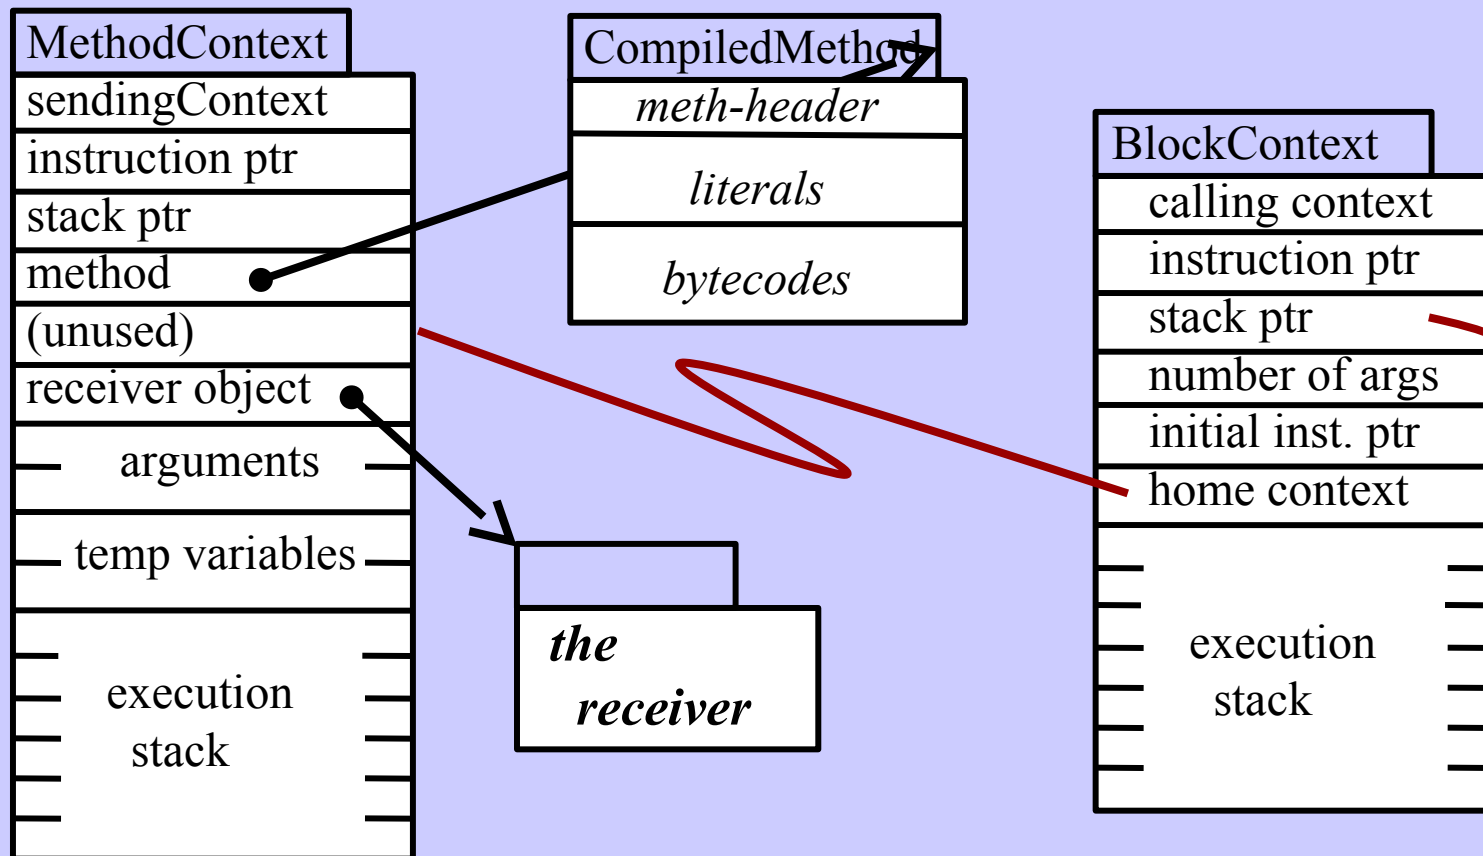 MethodContext
sendingContext
instruction ptr
stack ptr
method
(unused)
receiver object
arguments
temp variables
execution
stack
CompiledMethod
meth-header
literals
bytecodes
the
receiver
BlockContext
calling context
instruction ptr
stack ptr
number of args
initial inst. ptr
home context
execution
stack